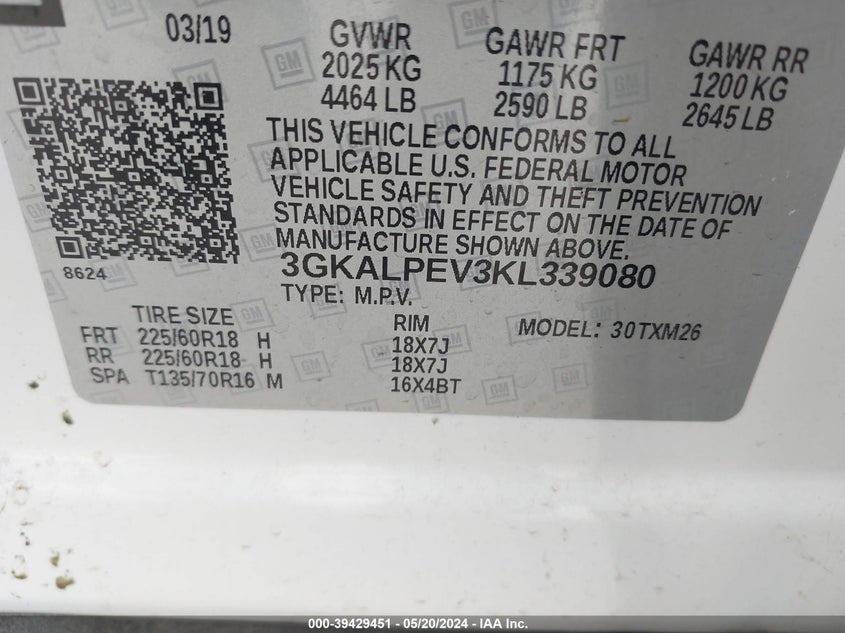 03/19 GVWR GAWR FRT GAWR RR
2025 KG 1175 KG 1200 KG
4464 LB 2590 LB 2645 LB
THIS VEHICLE CONFORMS TO ALL
APPLICABLE U.S. FEDERAL MOTOR
VEHICLE SAFETY AND THEFT PREVENTION
STANDARDS IN EFFECT ON THE DATE OF
MANUFACTURE SHOWN ABOVE.
8624
3GKALPEV3KL339080
TYPE: M.P.V.
TIRE SIZE RIM MODEL: 30TXM26
FRT 225/60R18 H 18X7J
RR 225/60R18 H 18X7J
SPA T135/70R16 M 16X4BT
GM
000-39429451 — 05/20/2024 — IAA Inc.